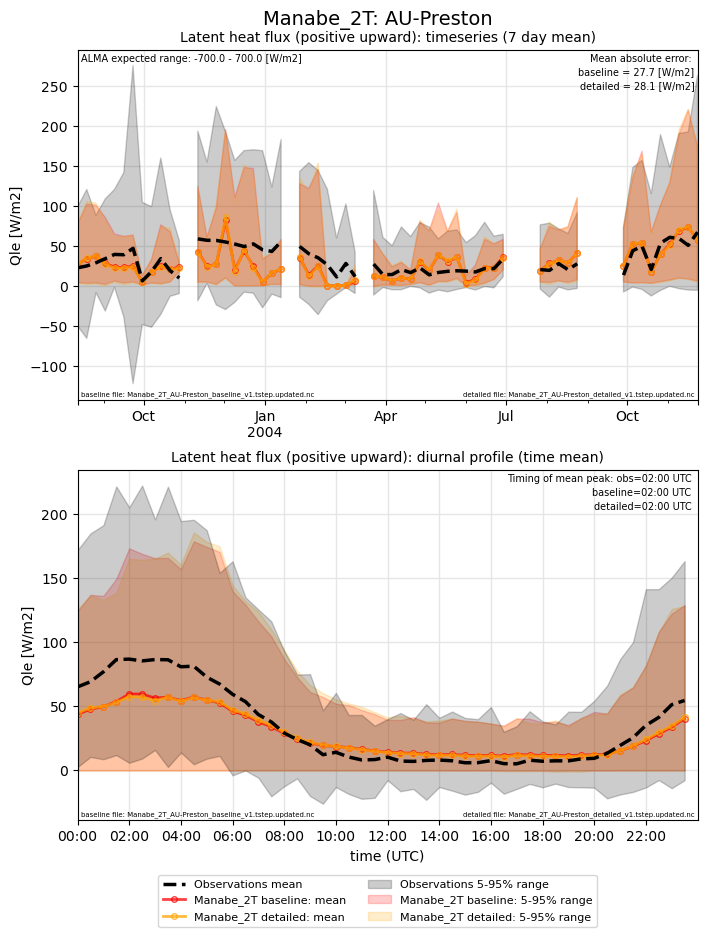 Manabe_2T: AU-Preston
Latent heat flux (positive upward): timeseries (7 day mean)
ALMA expected range: -700.0 - 700.0 [W/m2]
Mean absolute error:
baseline = 27.7 [W/m2]
detailed = 28.1 [W/m2]
250
200
150
100
50
0
−50
−100
Qle [W/m2]
baseline file: Manabe_2T_AU-Preston_baseline_v1.tstep.updated.nc
detailed file: Manabe_2T_AU-Preston_detailed_v1.tstep.updated.nc
Oct
Jan
2004
Apr
Jul
Oct
Latent heat flux (positive upward): diurnal profile (time mean)
Timing of mean peak: obs=02:00 UTC
baseline=02:00 UTC
detailed=02:00 UTC
200
150
100
50
0
Qle [W/m2]
baseline file: Manabe_2T_AU-Preston_baseline_v1.tstep.updated.nc
detailed file: Manabe_2T_AU-Preston_detailed_v1.tstep.updated.nc
00:00 02:00 04:00 06:00 08:00 10:00 12:00 14:00 16:00 18:00 20:00 22:00
time (UTC)
Observations mean
Manabe_2T baseline: mean
Manabe_2T detailed: mean
Observations 5-95% range
Manabe_2T baseline: 5-95% range
Manabe_2T detailed: 5-95% range